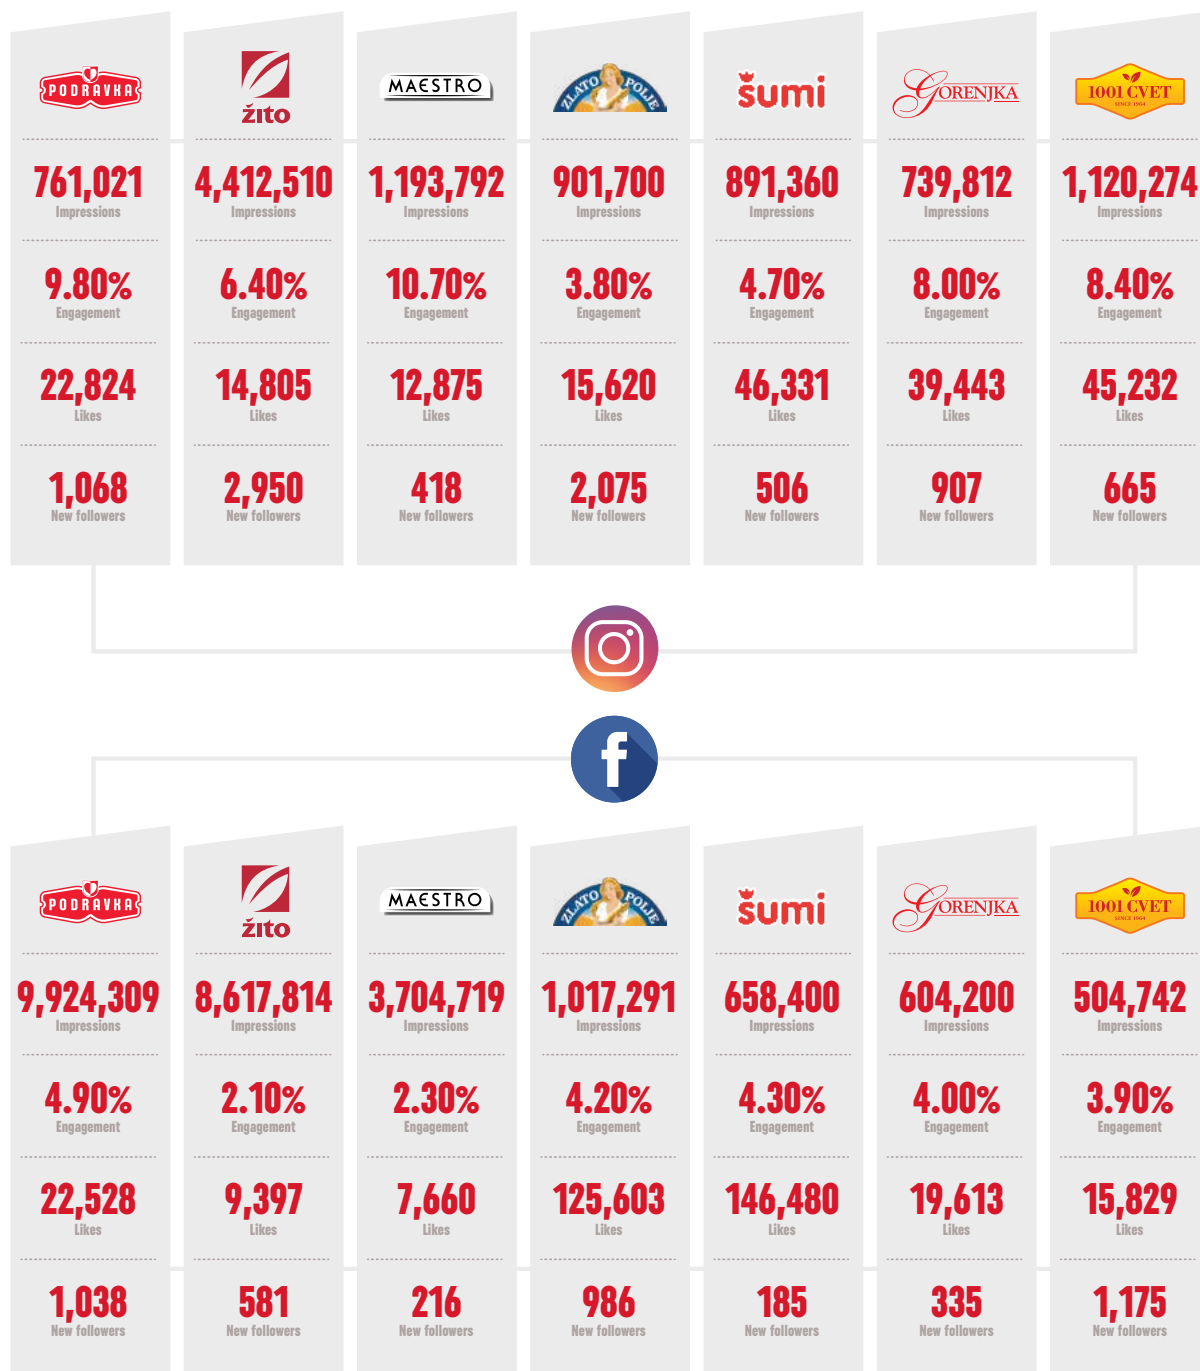 PODRAVKA
žito
MAESTRO
ZLATO POLJE
šumi
GORENJKA
1001 CVET
SINCE 1964
761,021
Impressions
4,412,510
Impressions
1,193,792
Impressions
901,700
Impressions
891,360
Impressions
739,812
Impressions
1,120,274
Impressions
9.80%
Engagement
6.40%
Engagement
10.70%
Engagement
3.80%
Engagement
4.70%
Engagement
8.00%
Engagement
8.40%
Engagement
22,824
Likes
14,805
Likes
12,875
Likes
15,620
Likes
46,331
Likes
39,443
Likes
45,232
Likes
1,068
New followers
2,950
New followers
418
New followers
2,075
New followers
506
New followers
907
New followers
665
New followers
f
PODRAVKA
žito
MAESTRO
ZLATO POLJE
šumi
GORENJKA
1001 CVET
SINCE 1964
9,924,309
Impressions
8,617,814
Impressions
3,704,719
Impressions
1,017,291
Impressions
658,400
Impressions
604,200
Impressions
504,742
Impressions
4.90%
Engagement
2.10%
Engagement
2.30%
Engagement
4.20%
Engagement
4.30%
Engagement
4.00%
Engagement
3.90%
Engagement
22,528
Likes
9,397
Likes
7,660
Likes
125,603
Likes
146,480
Likes
19,613
Likes
15,829
Likes
1,038
New followers
581
New followers
216
New followers
986
New followers
185
New followers
335
New followers
1,175
New followers